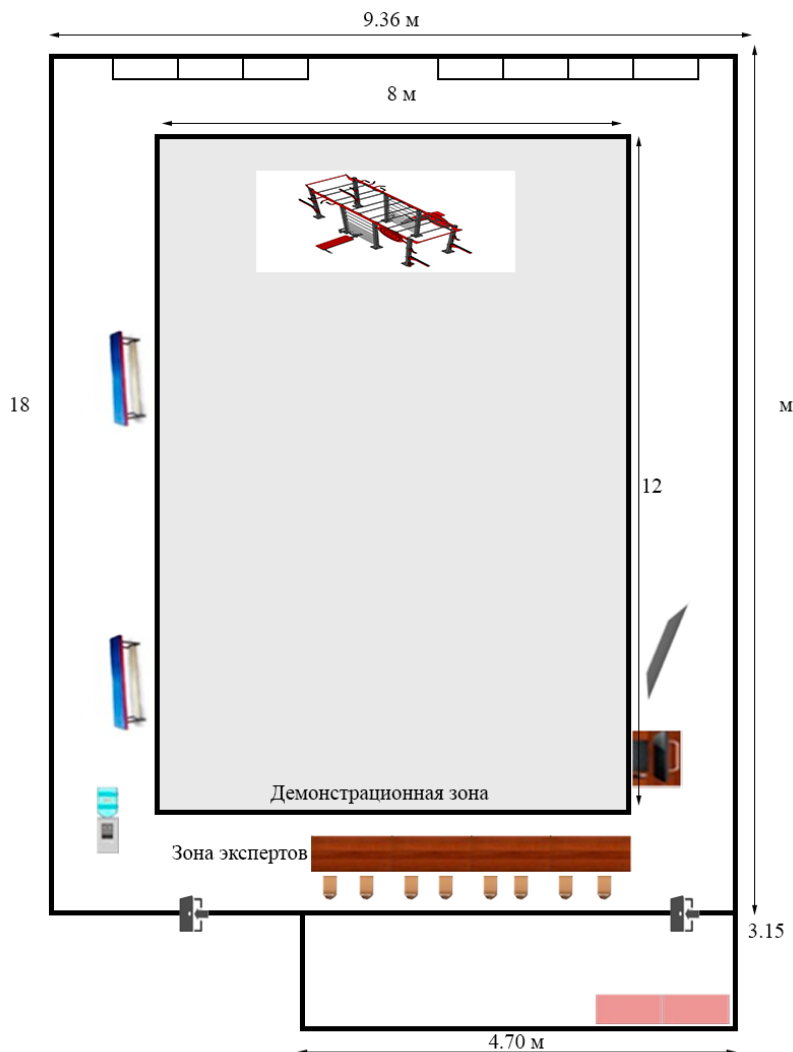 9.36 м
8 м
18
м
12
Демонстрационная зона
Зона экспертов
3.15
4.70 м